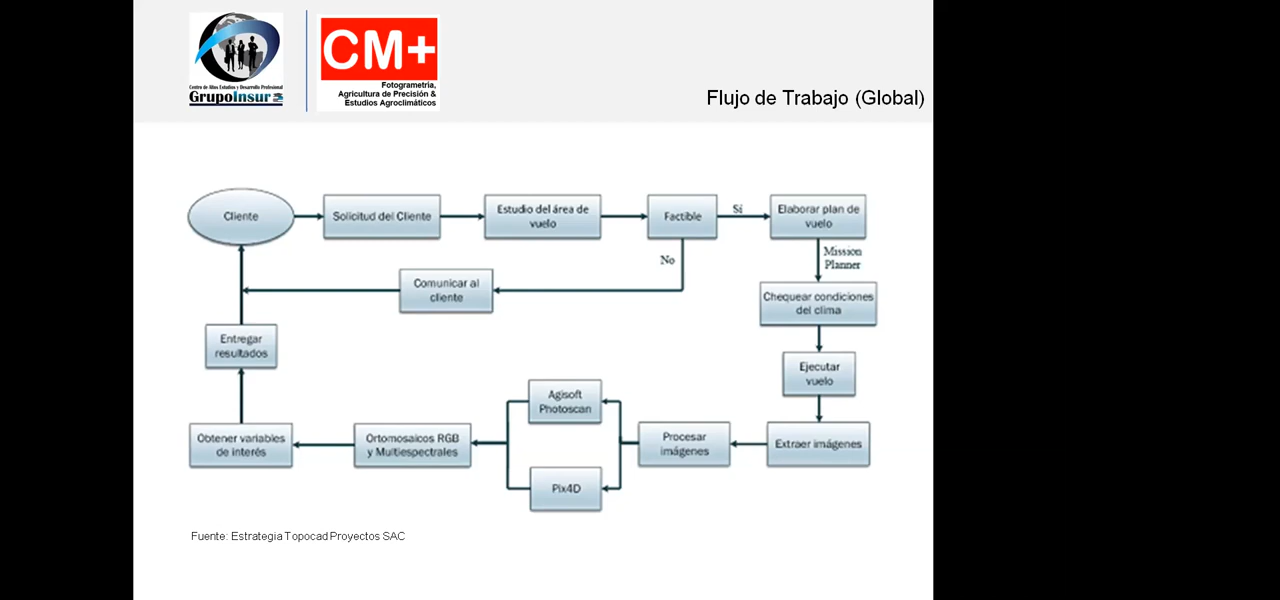 Centro de Altos Estudios y Desarrollo Profesional
GrupoInsur
CM+
Fotogrametria,
Agricultura de Precisión &
Estudios Agroclimáticos
Flujo de Trabajo (Global)
Cliente
Solicitud del Cliente
Estudio del área de
vuelo
Factible
Sí
Elaborar plan de
vuelo
No
Mission
Planner
Comunicar al
cliente
Chequear condiciones
del clima
Entregar
resultados
Ejecutar
vuelo
Agisoft
Photoscan
Obtener variables
de interés
Ortomosaicos RGB
y Multiespectrales
Procesar
imágenes
Extraer imágenes
Pix4D
Fuente: Estrategia Topocad Proyectos SAC